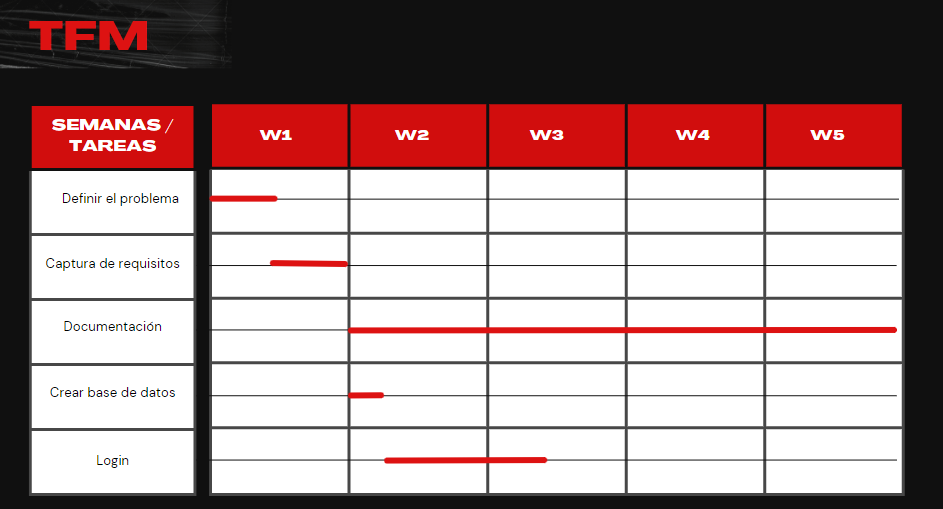 TFM
SEMANAS /
TAREAS
W1
W2
W3
W4
W5
Definir el problema
Captura de requisitos
Documentación
Crear base de datos
Login